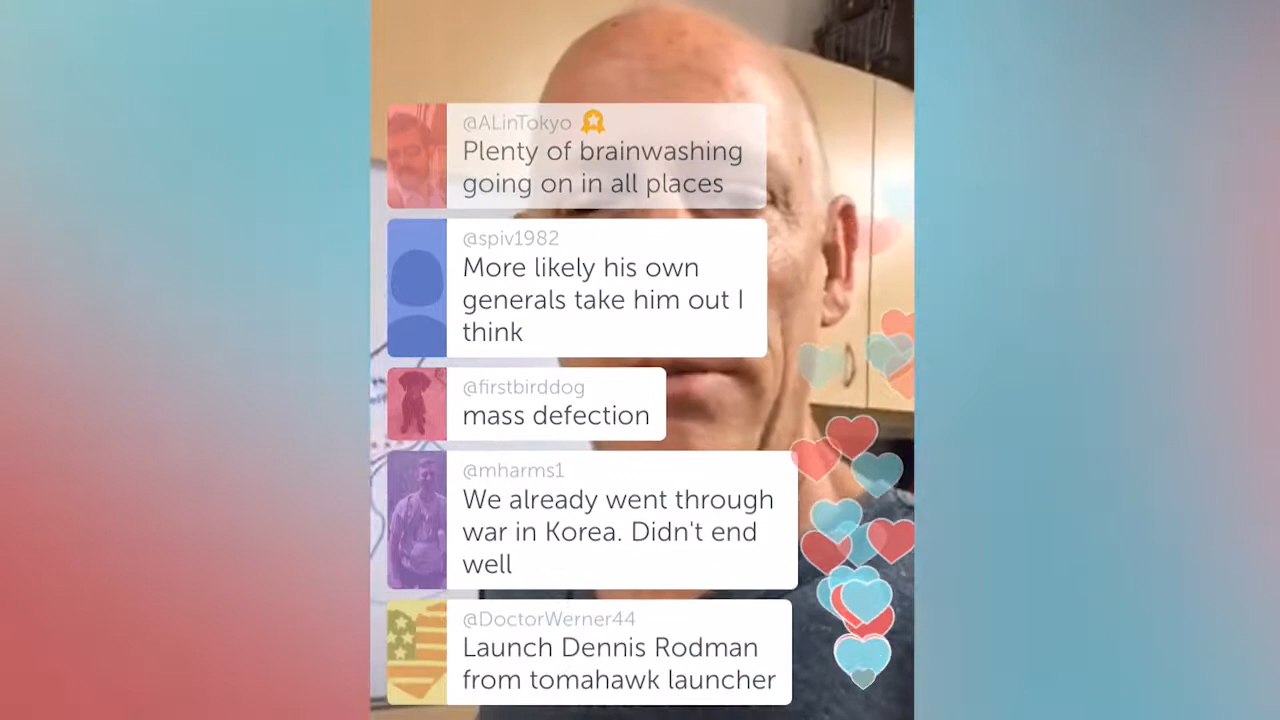 @ALinTokyo
Plenty of brainwashing
going on in all places
@spiv1982
More likely his own
generals take him out I
think
@firstbirddog
mass defection
@mharms1
We already went through
war in Korea. Didn't end
well
@DoctorWerner44
Launch Dennis Rodman
from tomahawk launcher